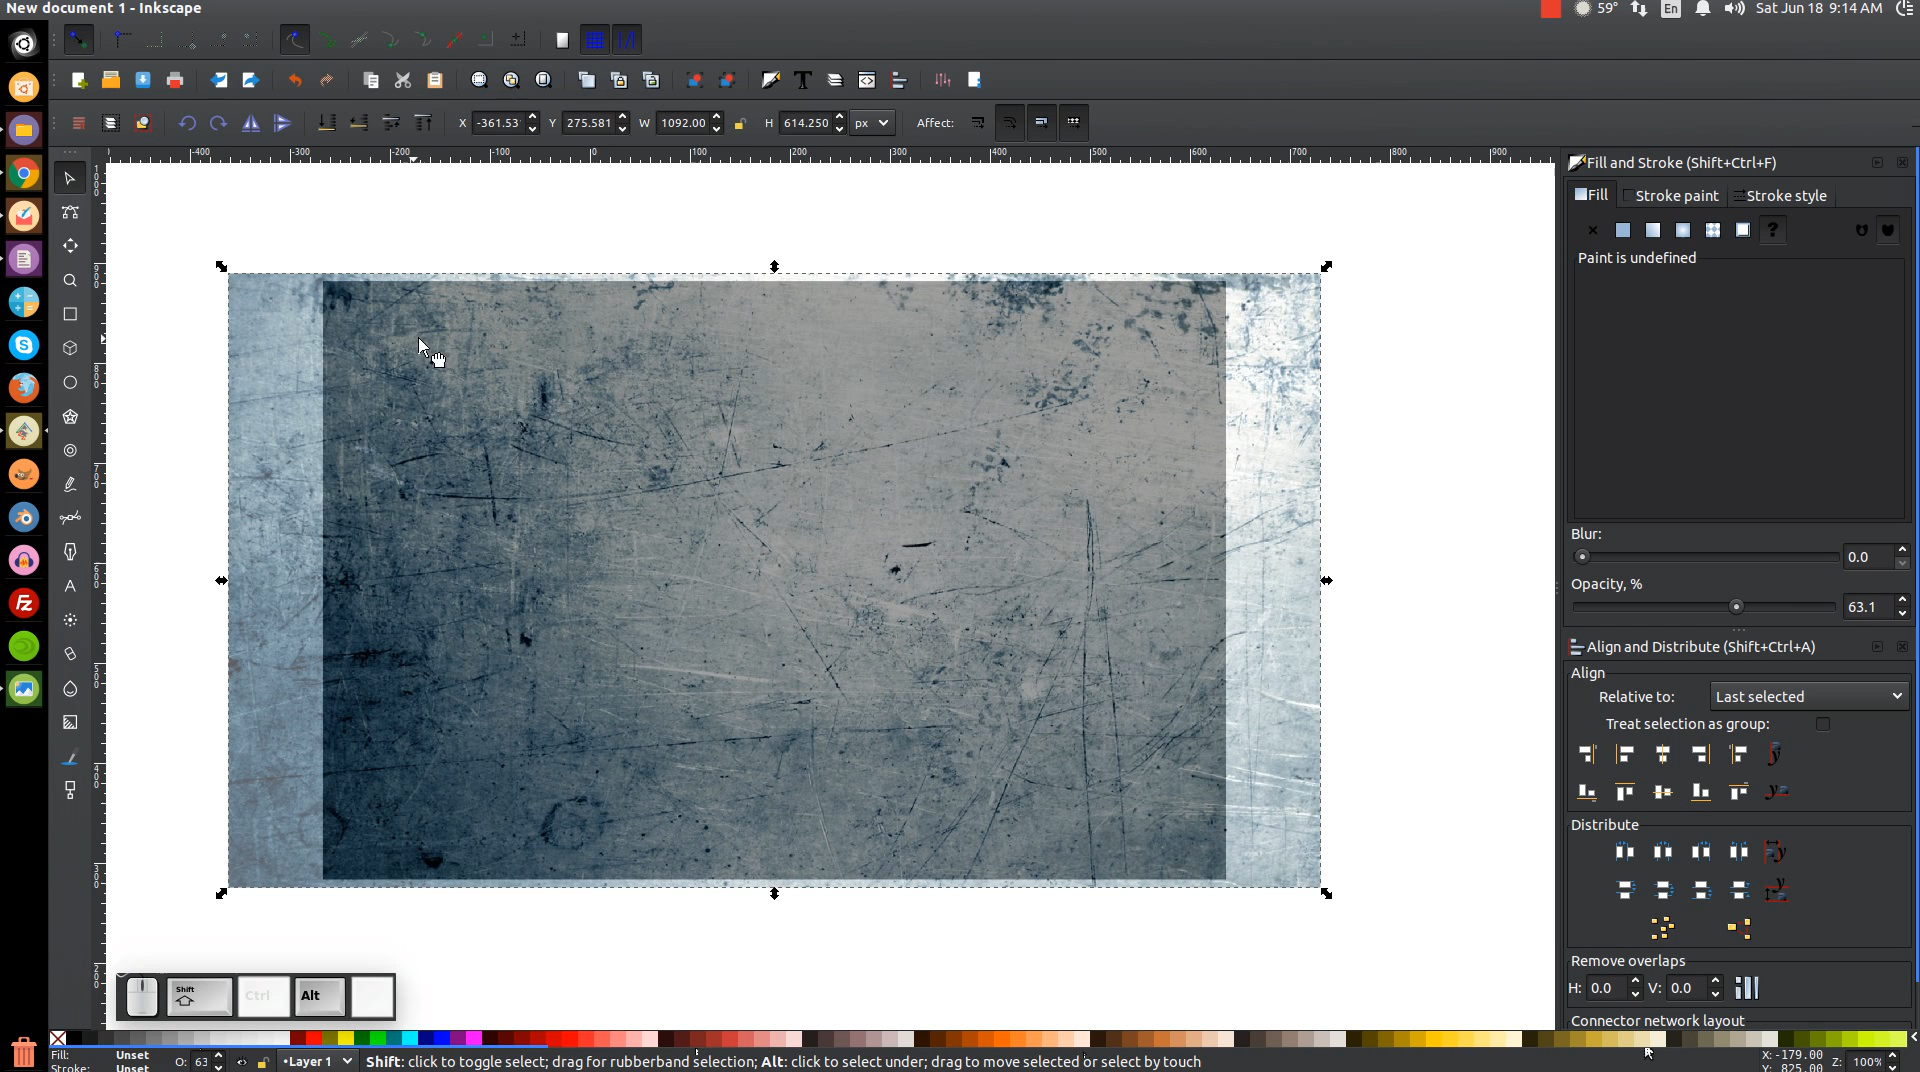 New document 1 - Inkscape
59° En Sat Jun 18 9:14 AM
X -361.53 Y 275.581 W 1092.00 H 614.250 px Affect:
-400 -300 -200 -100 0 100 200 300 400 500 600 700 800 900
Fill and Stroke (Shift+Ctrl+F)
Fill Stroke paint Stroke style
?
Paint is undefined
Blur:
0.0
Opacity, %
63.1
Align and Distribute (Shift+Ctrl+A)
Align
Relative to: Last selected
Treat selection as group:
Distribute
Remove overlaps
H: 0.0 V: 0.0
Connector network layout
Shift Ctrl Alt
Fill: Unset O: 63 •Layer 1 Shift: click to toggle select; drag for rubberband selection; Alt: click to select under; drag to move selected or select by touch X: -179.00 Z: 100%
Stroke: Unset Y: 825.00